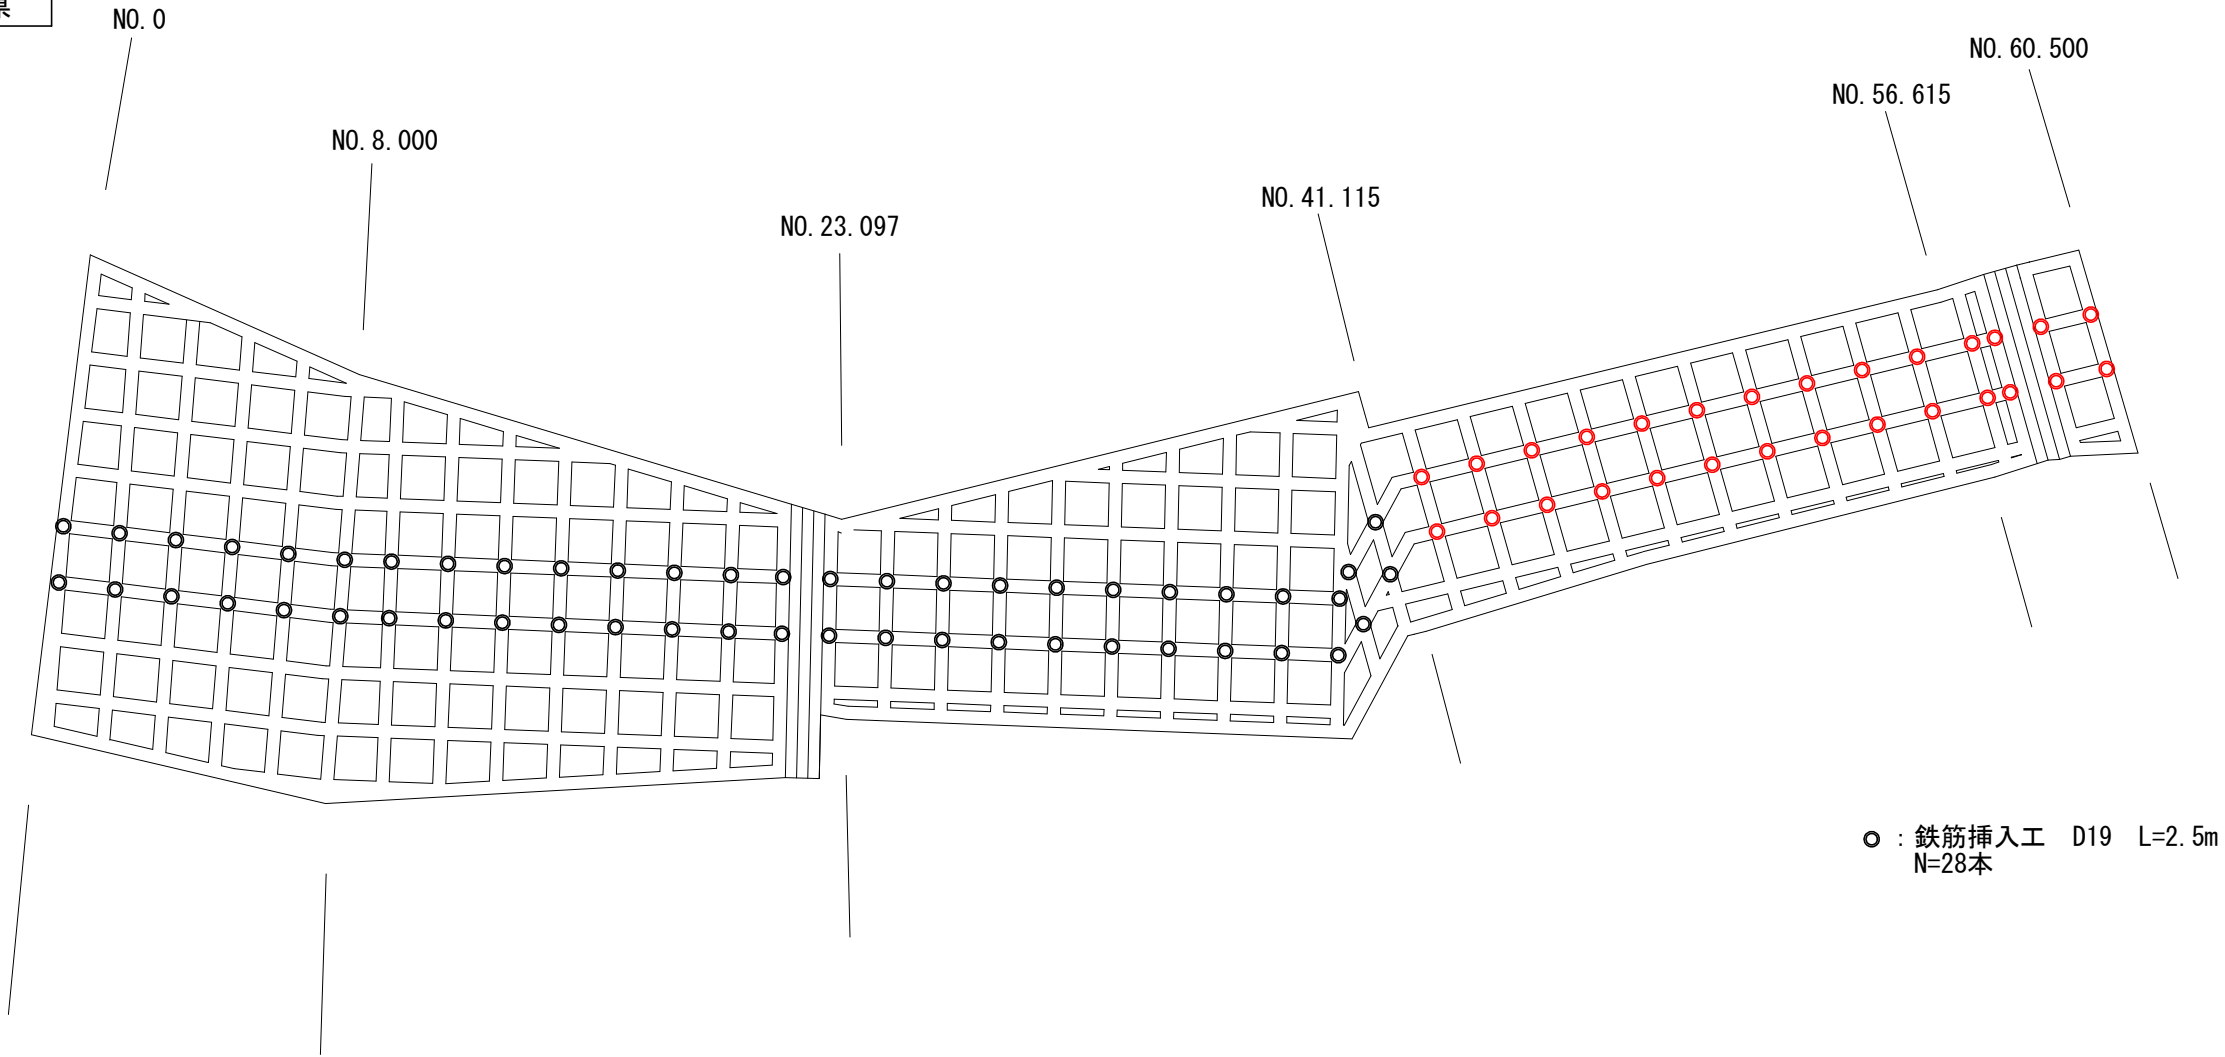 県
NO. 0
NO. 60. 500
NO. 56. 615
NO. 8. 000
NO. 41. 115
NO. 23. 097
◎ : 鉄筋挿入工 D19 L=2. 5m
N=28本